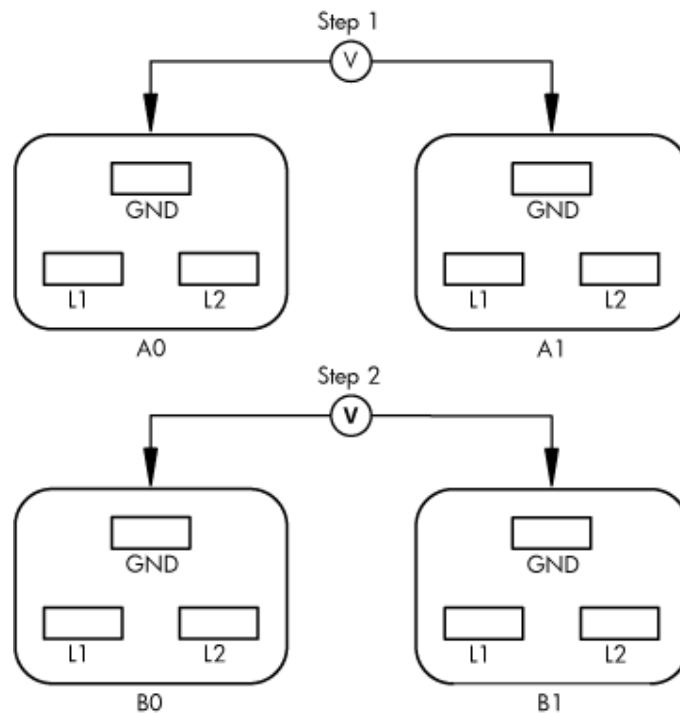 Step 1
V
GND GND
L1 L2 L1 L2
A0 A1
Step 2
V
GND GND
L1 L2 L1 L2
B0 B1